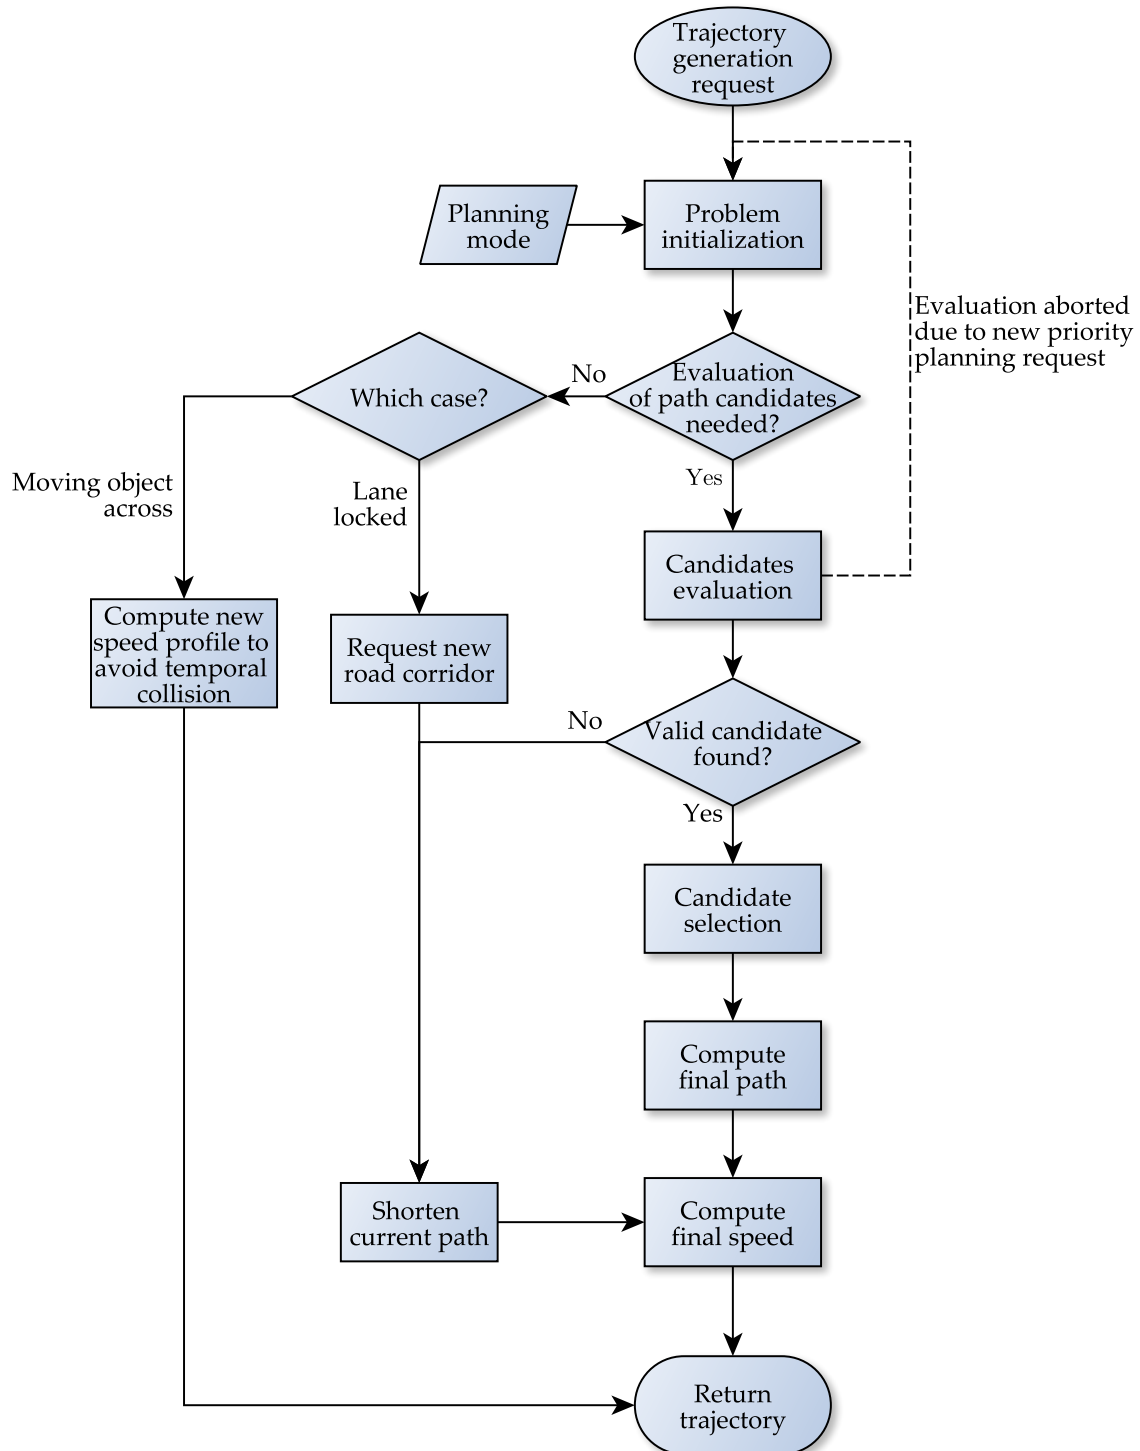 Trajectory
generation
request
Planning
mode
Problem
initialization
Evaluation aborted
due to new priority
planning request
Which case?
No
Evaluation
of path candidates
needed?
Moving object
across
Lane
locked
Yes
Candidates
evaluation
Compute new
speed profile to
avoid temporal
collision
Request new
road corridor
No
Valid candidate
found?
Yes
Candidate
selection
Compute
final path
Shorten
current path
Compute
final speed
Return
trajectory